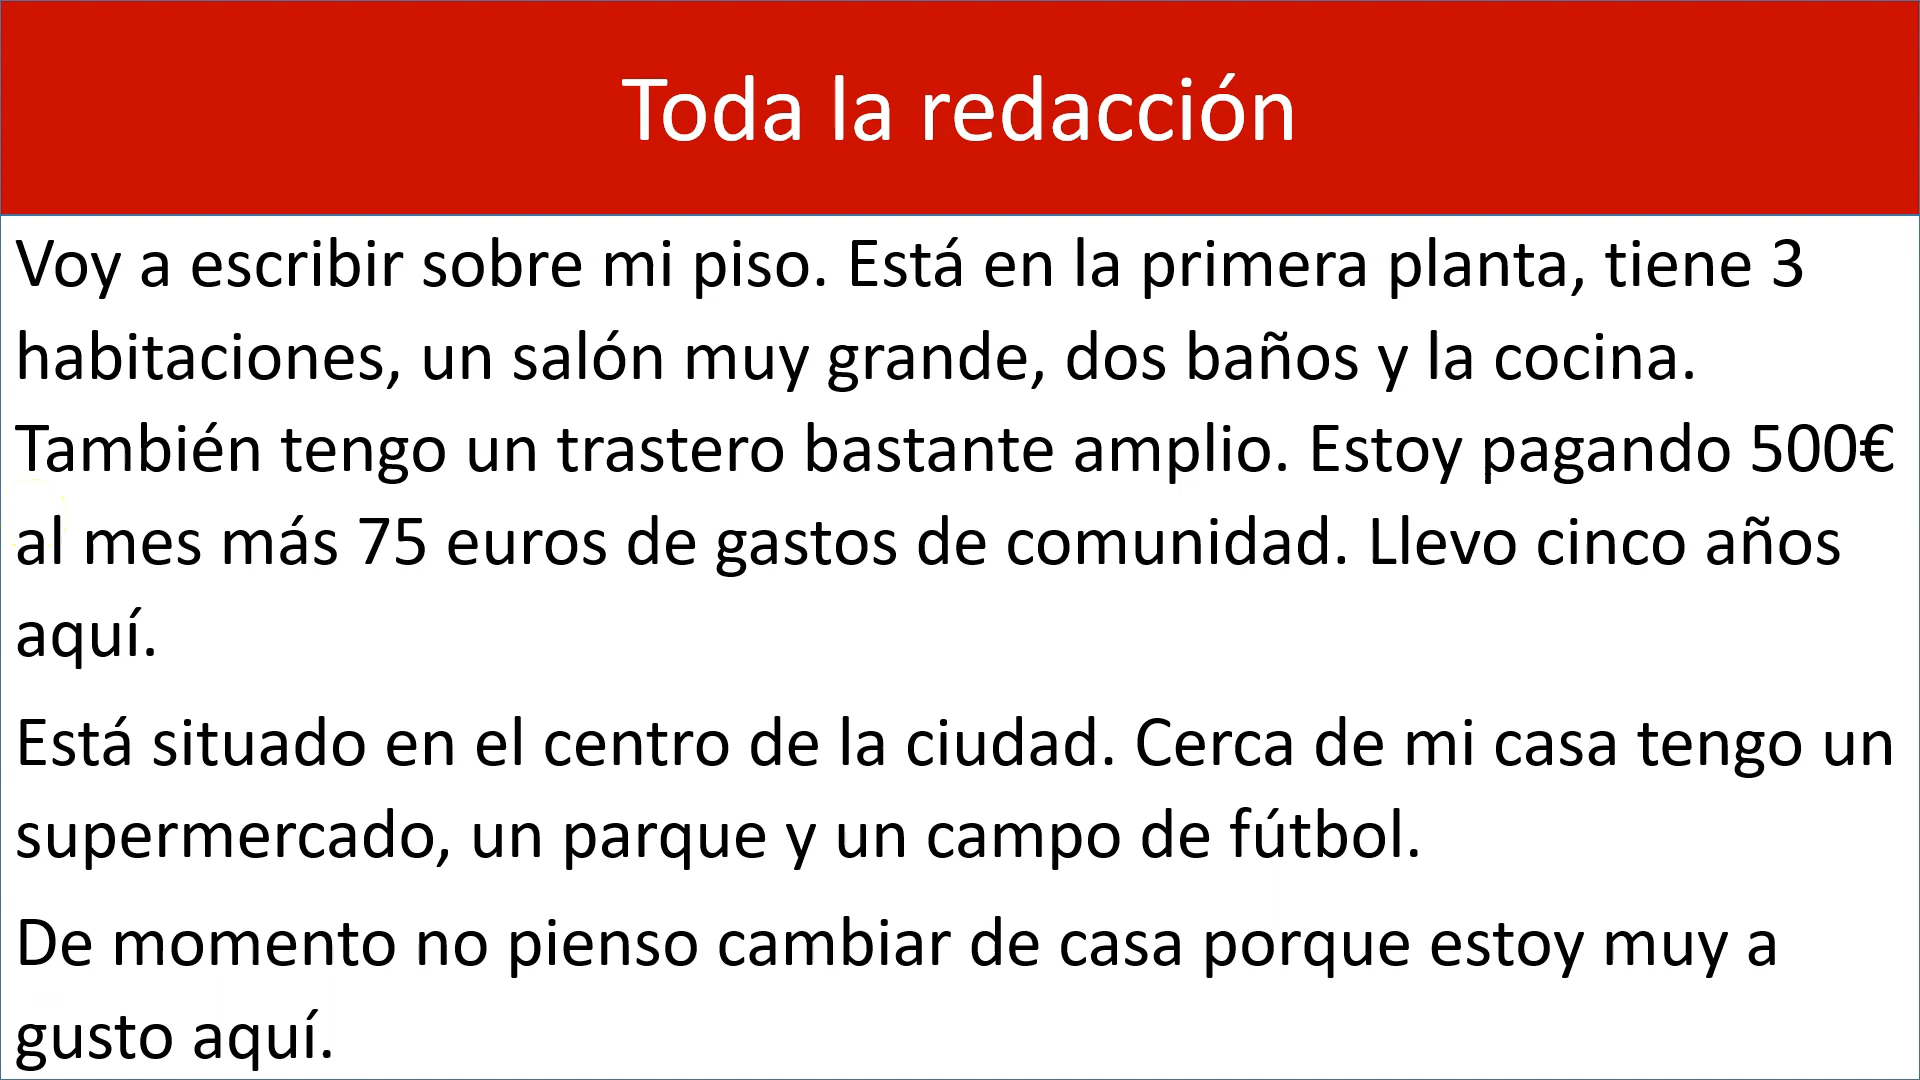 Toda la redacción
Voy a escribir sobre mi piso. Está en la primera planta, tiene 3
habitaciones, un salón muy grande, dos baños y la cocina.
También tengo un trastero bastante amplio. Estoy pagando 500€
al mes más 75 euros de gastos de comunidad. Llevo cinco años
aquí.
Está situado en el centro de la ciudad. Cerca de mi casa tengo un
supermercado, un parque y un campo de fútbol.
De momento no pienso cambiar de casa porque estoy muy a
gusto aquí.